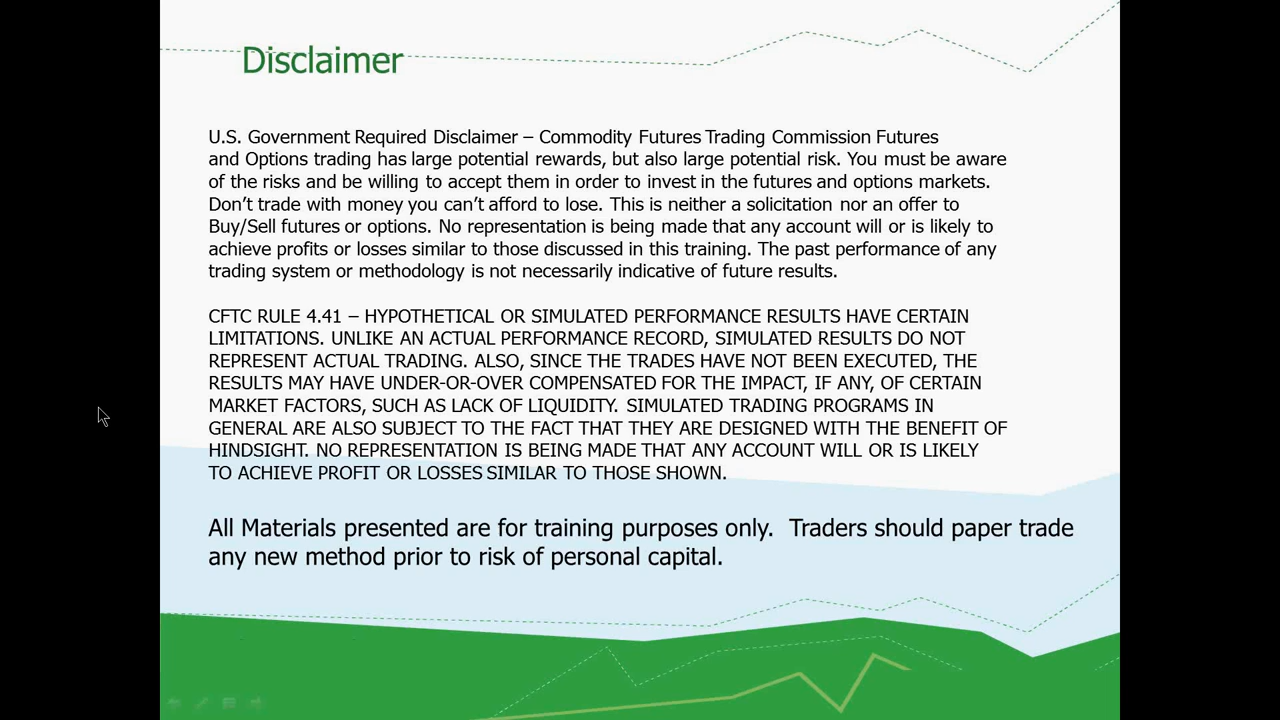 Disclaimer
U.S. Government Required Disclaimer – Commodity Futures Trading Commission Futures
and Options trading has large potential rewards, but also large potential risk. You must be aware
of the risks and be willing to accept them in order to invest in the futures and options markets.
Don’t trade with money you can’t afford to lose. This is neither a solicitation nor an offer to
Buy/Sell futures or options. No representation is being made that any account will or is likely to
achieve profits or losses similar to those discussed in this training. The past performance of any
trading system or methodology is not necessarily indicative of future results.
CFTC RULE 4.41 – HYPOTHETICAL OR SIMULATED PERFORMANCE RESULTS HAVE CERTAIN
LIMITATIONS. UNLIKE AN ACTUAL PERFORMANCE RECORD, SIMULATED RESULTS DO NOT
REPRESENT ACTUAL TRADING. ALSO, SINCE THE TRADES HAVE NOT BEEN EXECUTED, THE
RESULTS MAY HAVE UNDER-OR-OVER COMPENSATED FOR THE IMPACT, IF ANY, OF CERTAIN
MARKET FACTORS, SUCH AS LACK OF LIQUIDITY. SIMULATED TRADING PROGRAMS IN
GENERAL ARE ALSO SUBJECT TO THE FACT THAT THEY ARE DESIGNED WITH THE BENEFIT OF
HINDSIGHT. NO REPRESENTATION IS BEING MADE THAT ANY ACCOUNT WILL OR IS LIKELY
TO ACHIEVE PROFIT OR LOSSES SIMILAR TO THOSE SHOWN.
All Materials presented are for training purposes only.  Traders should paper trade
any new method prior to risk of personal capital.